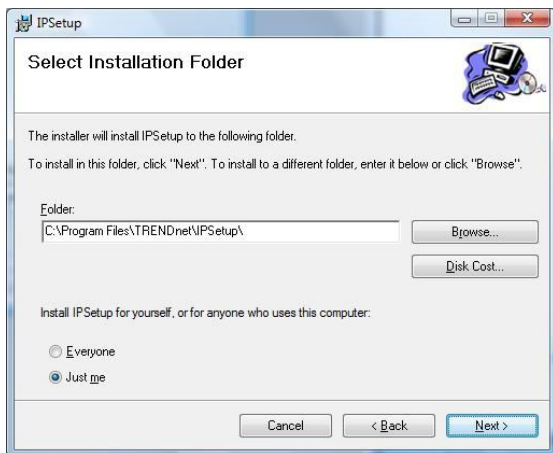 IPSetup
Select Installation Folder
The installer will install IPSetup to the following folder.
To install in this folder, click "Next". To install to a different folder, enter it below or click "Browse".
Folder:
C:\Program Files\TRENDnet\IPSetup\
Browse...
Disk Cost...
Install IPSetup for yourself, or for anyone who uses this computer:
Everyone
Just me
Cancel
< Back
Next >